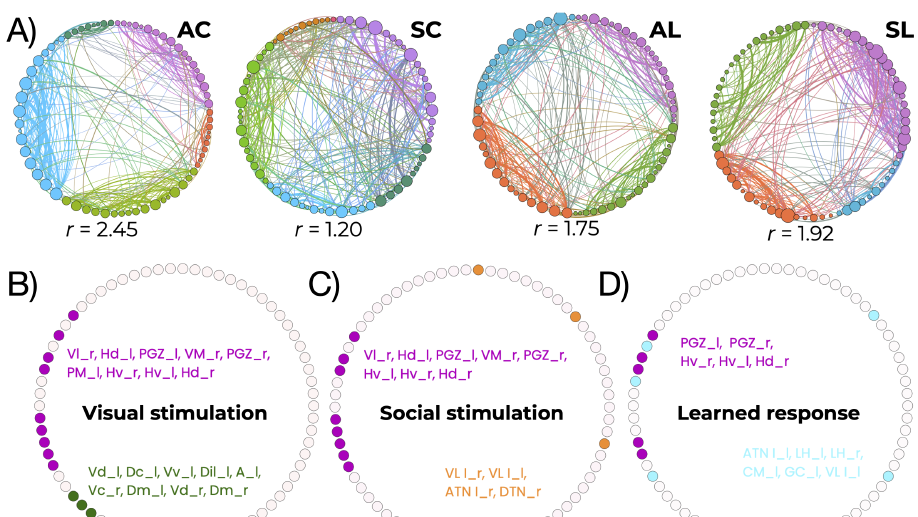 A)
AC
SC
AL
SL
r = 2.45
r = 1.20
r = 1.75
r = 1.92
B)
C)
D)
Vl_r, Hd_l, PGZ_l, VM_r, PGZ_r,
PM_l, Hv_r, Hv_l, Hd_r
Visual stimulation
Vd_l, Dc_l, Vv_l, Dil_l, A_l,
Vc_r, Dm_l, Vd_r, Dm_r
Vl_r, Hd_l, PGZ_l, VM_r, PGZ_r,
Hv_l, Hv_r, Hd_r
Social stimulation
VL I_r, VL I_l,
ATN I_r, DTN_r
PGZ_l, PGZ_r,
Hv_r, Hv_l, Hd_r
Learned response
ATN I_l, LH_l, LH_r,
CM_l, GC_l, VL I_l